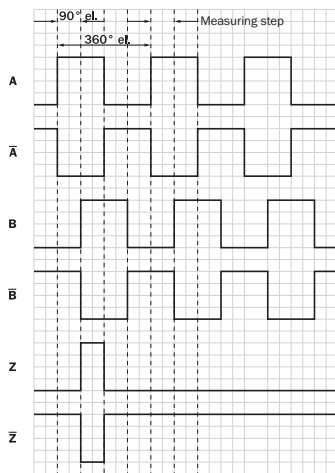 90° el.
Measuring step
360° el.
A
A̅
B
B̅
Z
Z̅